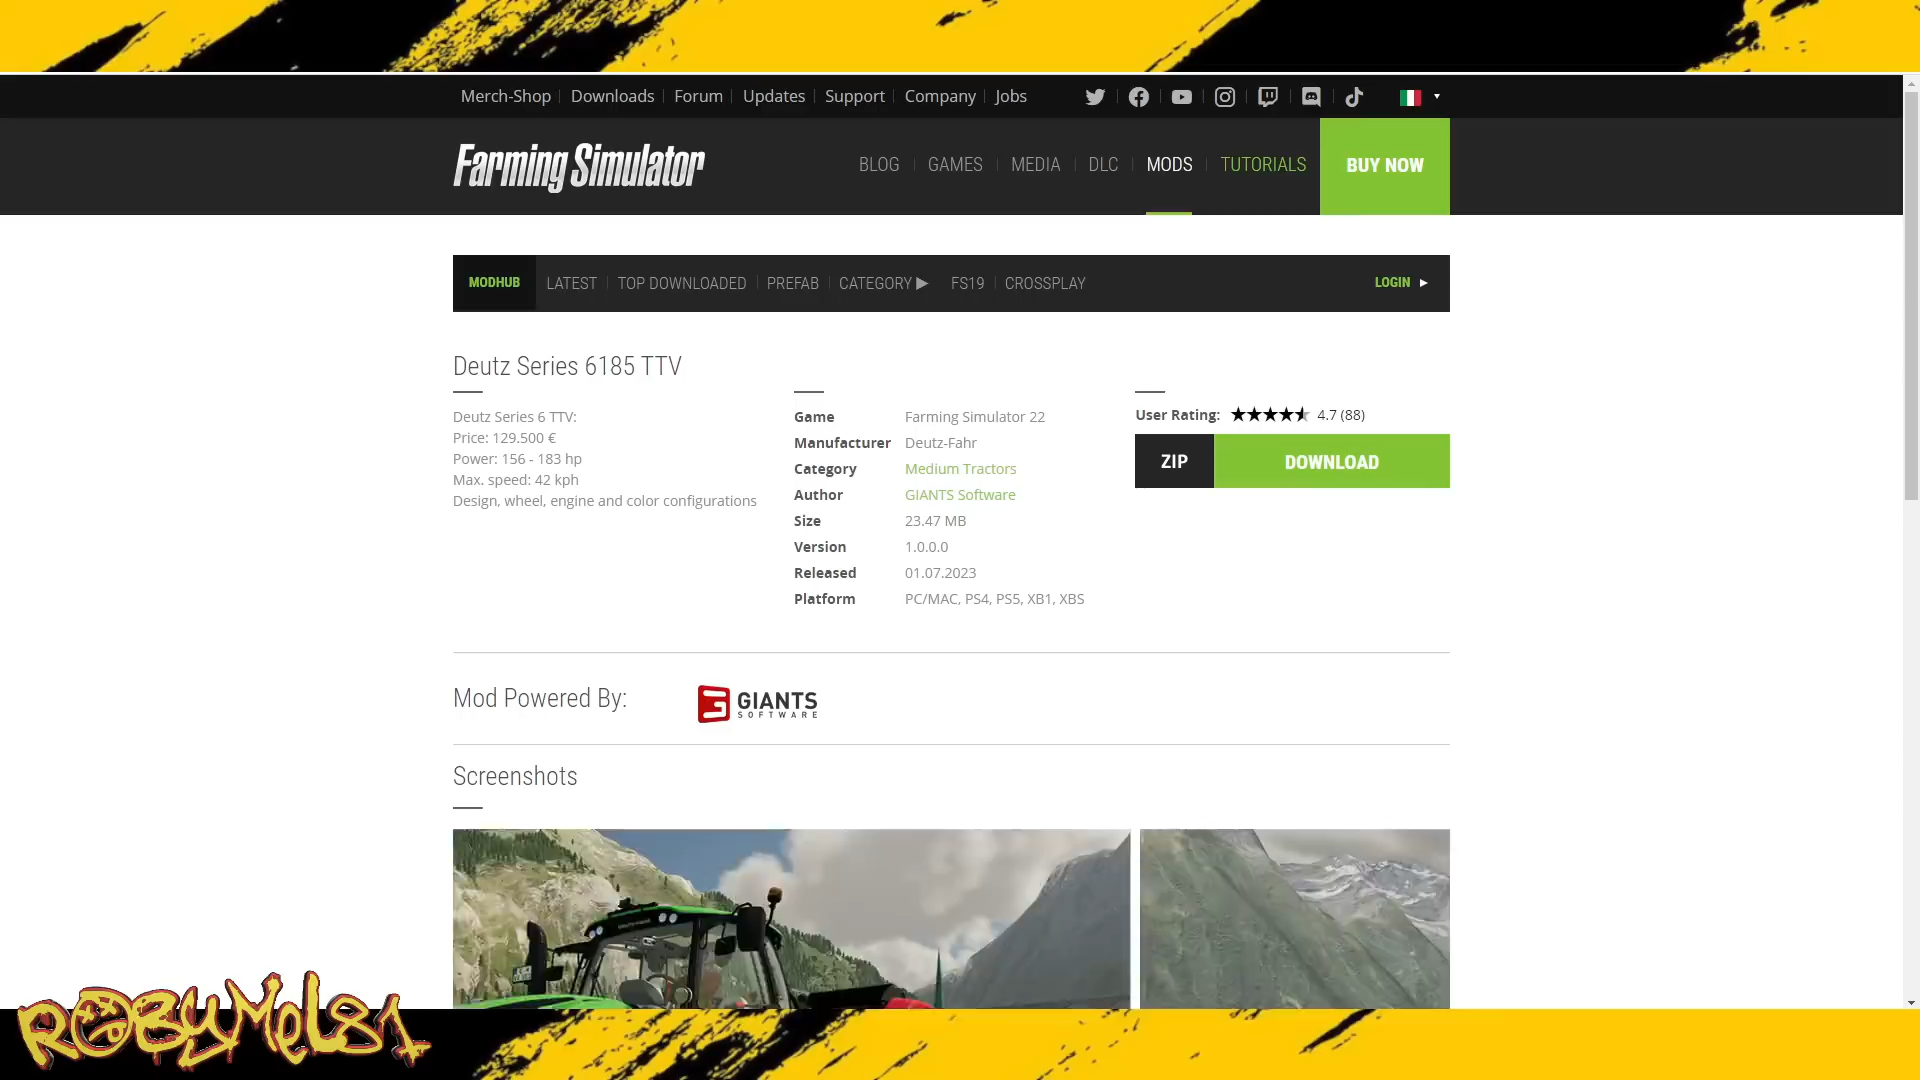 Merch-Shop Downloads Forum Updates Support Company Jobs
Farming Simulator
BLOG GAMES MEDIA DLC MODS TUTORIALS BUY NOW
MODHUB LATEST TOP DOWNLOADED PREFAB CATEGORY ▶ FS19 CROSSPLAY LOGIN ▶
Deutz Series 6185 TTV
Deutz Series 6 TTV:
Price: 129.500 €
Power: 156 - 183 hp
Max. speed: 42 kph
Design, wheel, engine and color configurations
Game Farming Simulator 22
Manufacturer Deutz-Fahr
Category Medium Tractors
Author GIANTS Software
Size 23.47 MB
Version 1.0.0.0
Released 01.07.2023
Platform PC/MAC, PS4, PS5, XB1, XBS
User Rating: 4.7 (88)
ZIP DOWNLOAD
Mod Powered By:
GIANTS
SOFTWARE
Screenshots
RobyMel81